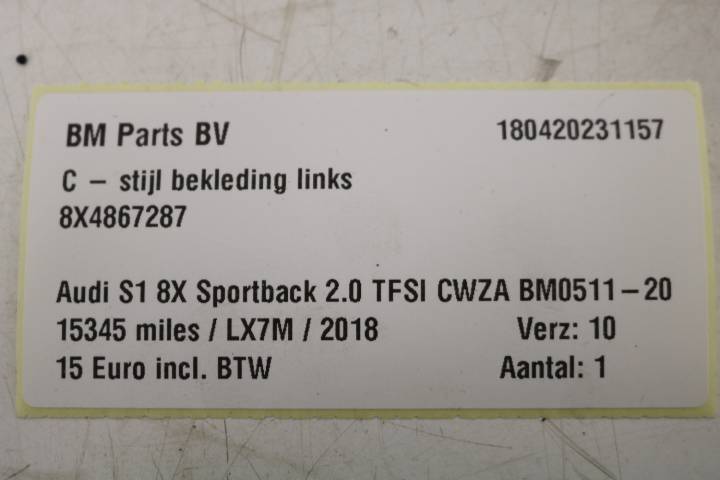 BM Parts BV 180420231157
C – stijl bekleding links
8X4867287
Audi S1 8X Sportback 2.0 TFSI CWZA BM0511–20
15345 miles / LX7M / 2018 Verz: 10
15 Euro incl. BTW Aantal: 1